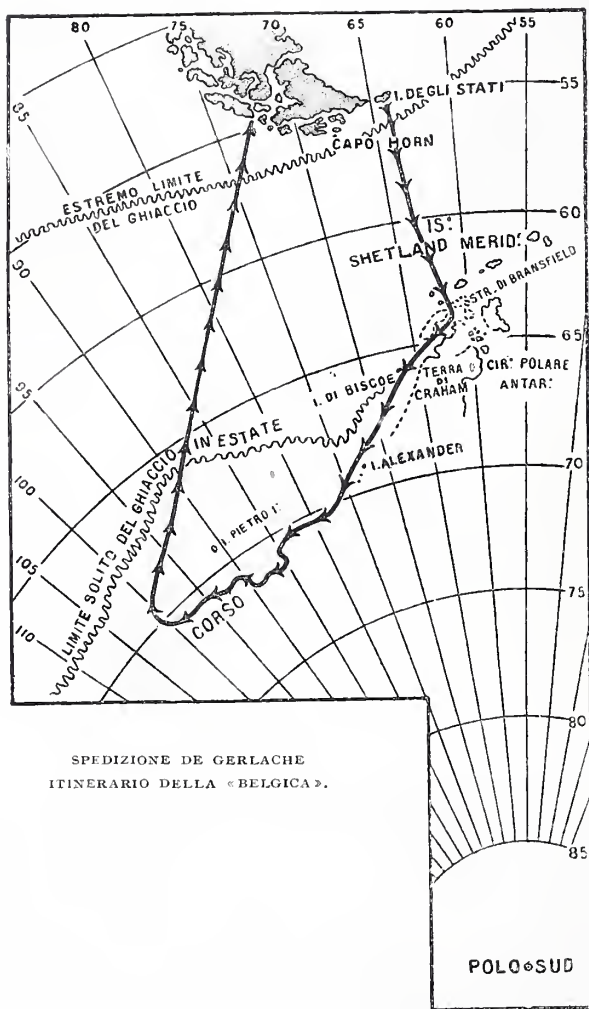 80
75
70
65
60
55
I. DEGLI STATI
CAPO HORN
85
ESTREMO LIMITE
DEL GHIACCIO
60
IS.
SHETLAND MERID.
STR. DI BRANSFIELD
90
65
CIR. POLARE
ANTAR.
TERRA
DI
CRAHAM
I. DI BISCOE
95
IN ESTATE
LIMITE SOLITO DEL GHIACCIO
I. ALEXANDER
70
100
I. PIETRO I.
105
CORSO
75
110
80
85
SPEDIZIONE DE GERLACHE
ITINERARIO DELLA «BELGICA».
POLO SUD